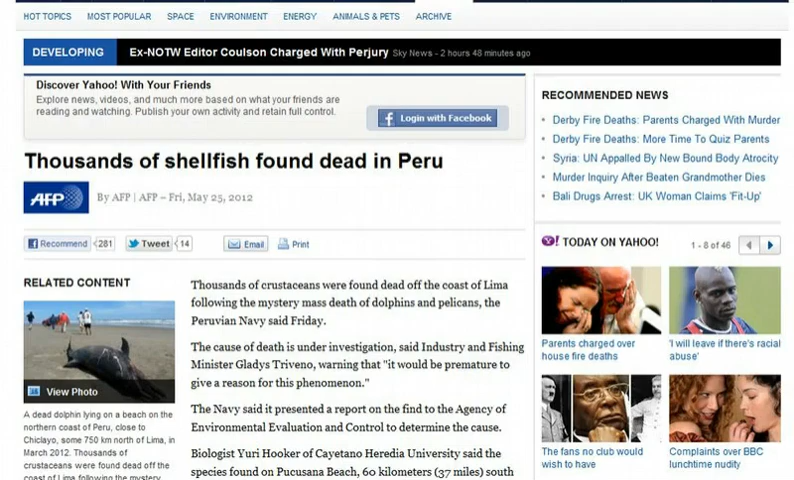 HOT TOPICS MOST POPULAR SPACE ENVIRONMENT ENERGY ANIMALS & PETS ARCHIVE
DEVELOPING Ex-NOTW Editor Coulson Charged With Perjury Sky News - 2 hours 48 minutes ago
Discover Yahoo! With Your Friends
Explore news, videos, and much more based on what your friends are
reading and watching. Publish your own activity and retain full control.
Login with Facebook
Thousands of shellfish found dead in Peru
AFP By AFP | AFP – Fri, May 25, 2012
Recommend 281 Tweet 14 Email Print
RELATED CONTENT
View Photo
A dead dolphin lying on a beach on the
northern coast of Peru, close to
Chiclayo, some 750 km north of Lima, in
March 2012. Thousands of
crustaceans were found dead off the
coast of Lima following the mystery
Thousands of crustaceans were found dead off the coast of Lima
following the mystery mass death of dolphins and pelicans, the
Peruvian Navy said Friday.
The cause of death is under investigation, said Industry and Fishing
Minister Gladys Triveno, warning that "it would be premature to
give a reason for this phenomenon."
The Navy said it presented a report on the find to the Agency of
Environmental Evaluation and Control to determine the cause.
Biologist Yuri Hooker of Cayetano Heredia University said the
species found on Pucusana Beach, 60 kilometers (37 miles) south
RECOMMENDED NEWS
Derby Fire Deaths: Parents Charged With Murder
Derby Fire Deaths: More Time To Quiz Parents
Syria: UN Appalled By New Bound Body Atrocity
Murder Inquiry After Beaten Grandmother Dies
Bali Drugs Arrest: UK Woman Claims 'Fit-Up'
Y! TODAY ON YAHOO! 1 - 8 of 46
Parents charged over
house fire deaths
'I will leave if there's racial
abuse'
The fans no club would
wish to have
Complaints over BBC
lunchtime nudity